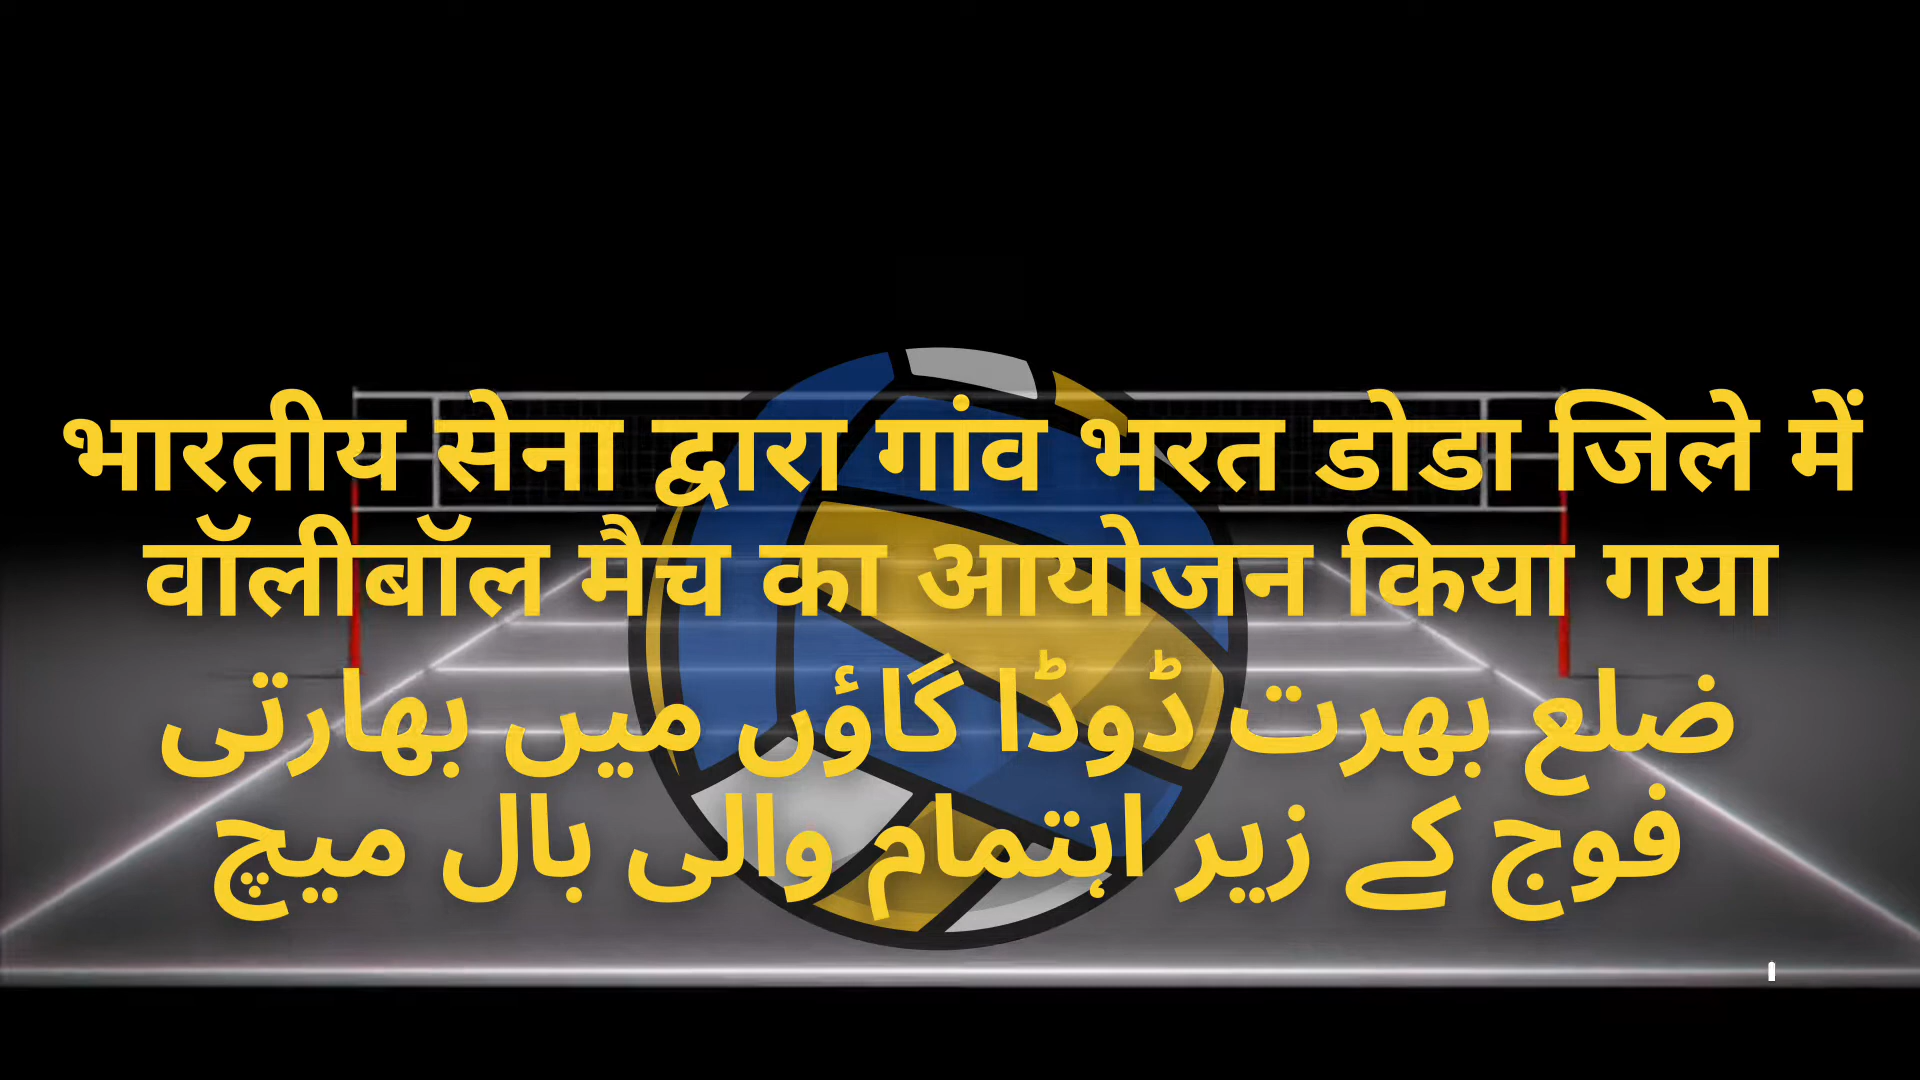 भारतीय सेना द्वारा गांव भरत डोडा जिले में
वॉलीबॉल मैच का आयोजन किया गया
ضلع بھرت ڈوڈا گاؤں میں بھارتی
فوج کے زیر اہتمام والی بال میچ